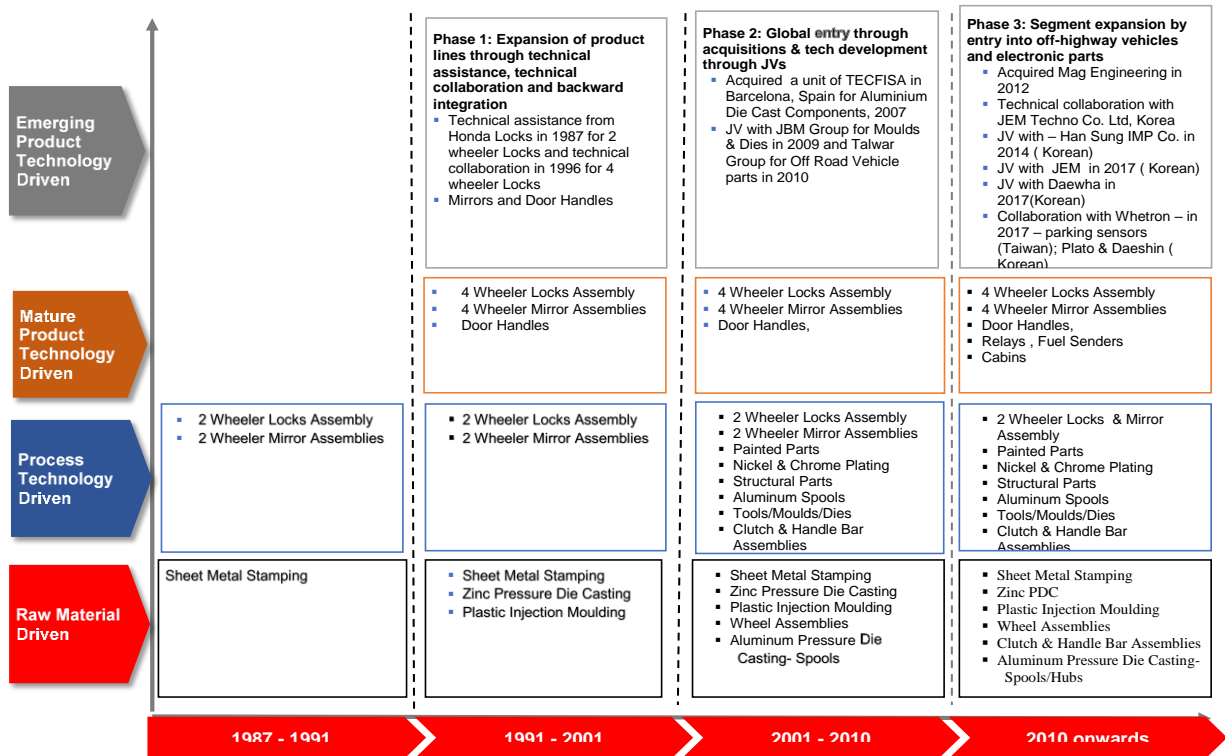 Emerging
Product
Technology
Driven
Phase 1: Expansion of product
lines through technical
assistance, technical
collaboration and backward
integration
▪ Technical assistance from
Honda Locks in 1987 for 2
wheeler Locks and technical
collaboration in 1996 for 4
wheeler Locks
▪ Mirrors and Door Handles
Phase 2: Global entry through
acquisitions & tech development
through JVs
▪ Acquired a unit of TECFISA in
Barcelona, Spain for Aluminium
Die Cast Components, 2007
▪ JV with JBM Group for Moulds
& Dies in 2009 and Talwar
Group for Off Road Vehicle
parts in 2010
Phase 3: Segment expansion by
entry into off-highway vehicles
and electronic parts
▪ Acquired Mag Engineering in
2012
▪ Technical collaboration with
JEM Techno Co. Ltd, Korea
▪ JV with – Han Sung IMP Co. in
2014 ( Korean)
▪ JV with JEM in 2017 ( Korean)
▪ JV with Daewha in
2017(Korean)
▪ Collaboration with Whetron – in
2017 – parking sensors
(Taiwan); Plato & Daeshin (
Korean)
Mature
Product
Technology
Driven
▪ 4 Wheeler Locks Assembly
▪ 4 Wheeler Mirror Assemblies
▪ Door Handles
▪ 4 Wheeler Locks Assembly
▪ 4 Wheeler Mirror Assemblies
▪ Door Handles,
▪ 4 Wheeler Locks Assembly
▪ 4 Wheeler Mirror Assemblies
▪ Door Handles,
▪ Relays , Fuel Senders
▪ Cabins
Process
Technology
Driven
▪ 2 Wheeler Locks Assembly
▪ 2 Wheeler Mirror Assemblies
▪ 2 Wheeler Locks Assembly
▪ 2 Wheeler Mirror Assemblies
▪ 2 Wheeler Locks Assembly
▪ 2 Wheeler Mirror Assemblies
▪ Painted Parts
▪ Nickel & Chrome Plating
▪ Structural Parts
▪ Aluminum Spools
▪ Tools/Moulds/Dies
▪ Clutch & Handle Bar
Assemblies
▪ 2 Wheeler Locks & Mirror
Assembly
▪ Painted Parts
▪ Nickel & Chrome Plating
▪ Structural Parts
▪ Aluminum Spools
▪ Tools/Moulds/Dies
▪ Clutch & Handle Bar
Assemblies
Raw Material
Driven
Sheet Metal Stamping
▪ Sheet Metal Stamping
▪ Zinc Pressure Die Casting
▪ Plastic Injection Moulding
▪ Sheet Metal Stamping
▪ Zinc Pressure Die Casting
▪ Plastic Injection Moulding
▪ Wheel Assemblies
▪ Aluminum Pressure Die
Casting- Spools
▪ Sheet Metal Stamping
▪ Zinc PDC
▪ Plastic Injection Moulding
▪ Wheel Assemblies
▪ Clutch & Handle Bar Assemblies
▪ Aluminum Pressure Die Casting-
Spools/Hubs
1987 - 1991
1991 - 2001
2001 - 2010
2010 onwards